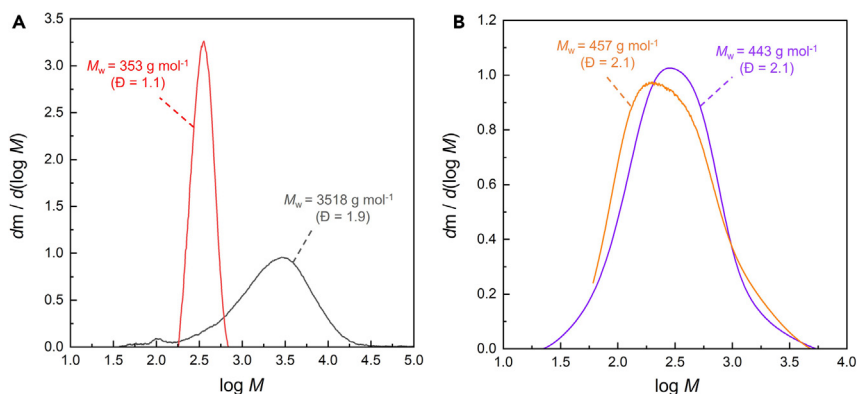 A
3.5
3.0
2.5
2.0
1.5
1.0
0.5
0.0
dm / d(log M)
Mw = 353 g mol-1
(Đ = 1.1)
Mw = 3518 g mol-1
(Đ = 1.9)
1.0 1.5 2.0 2.5 3.0 3.5 4.0 4.5 5.0
log M
B
1.2
1.0
0.8
0.6
0.4
0.2
0.0
dm / d(log M)
Mw = 457 g mol-1
(Đ = 2.1)
Mw = 443 g mol-1
(Đ = 2.1)
1.0 1.5 2.0 2.5 3.0 3.5 4.0
log M